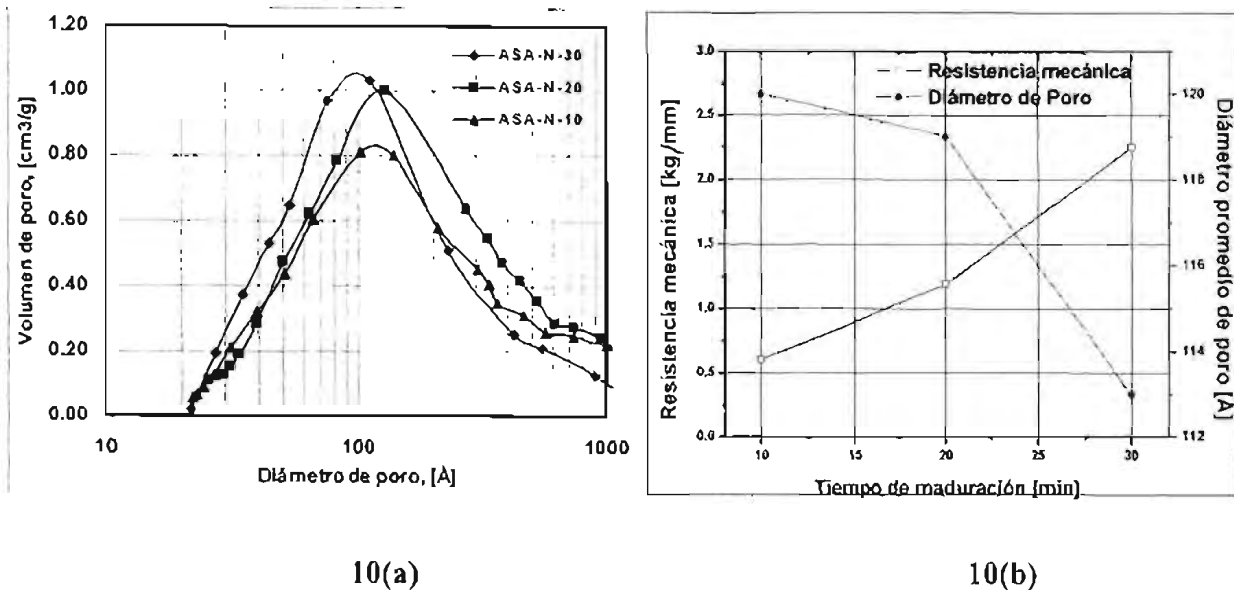 1.20
1.00
0.80
0.60
0.40
0.20
0.00
Volumen de poro, [cm3/g]
ASA-N-30
ASA-N-20
ASA-N-10
10
100
1000
Diámetro de poro, [Å]
10(a)
3.0
2.5
2.0
1.5
1.0
0.5
0.0
Resistencia mecánica [kg/mm]
Resistencia mecánica
Diámetro de Poro
120
118
116
114
112
Diámetro promedio de poro [Å]
10
15
20
25
30
Tiempo de maduración [min]
10(b)